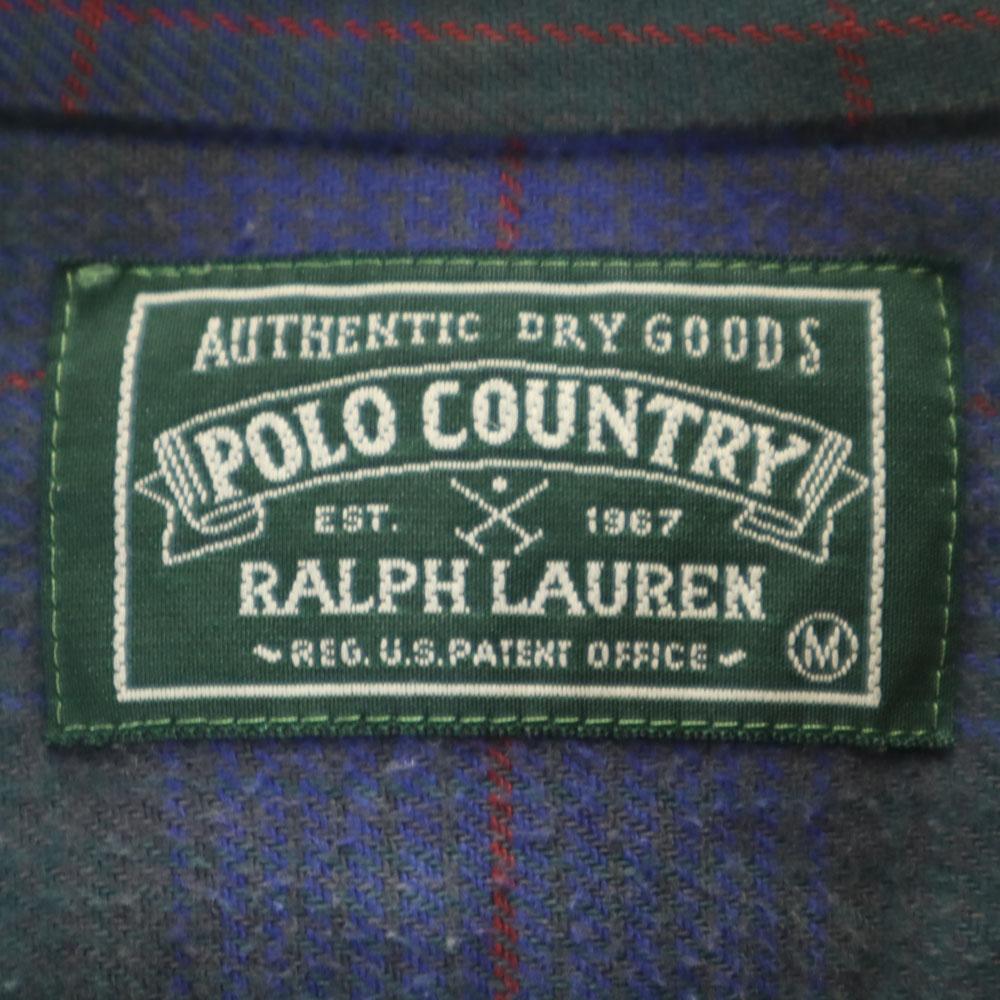 AUTHENTIC DRY GOODS
POLO COUNTRY
EST. 1967
RALPH LAUREN
REG. U.S. PATENT OFFICE
M